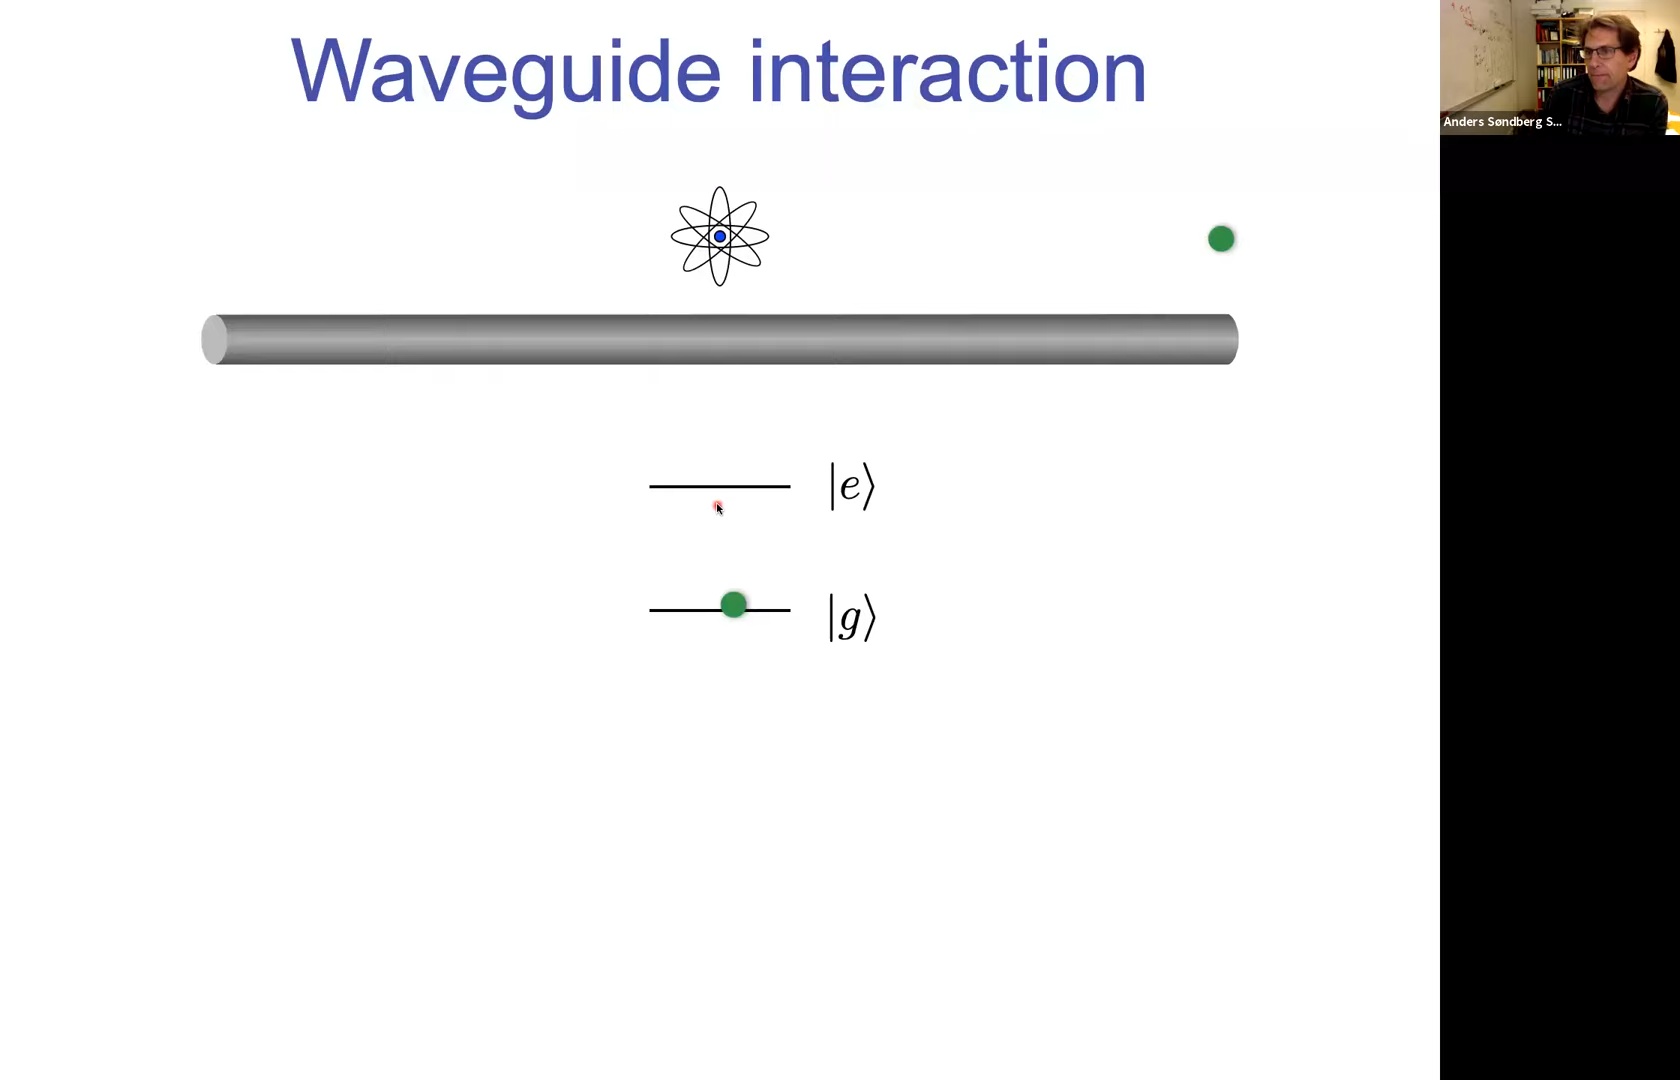 Waveguide interaction
Anders Søndberg S...
|e⟩
|g⟩